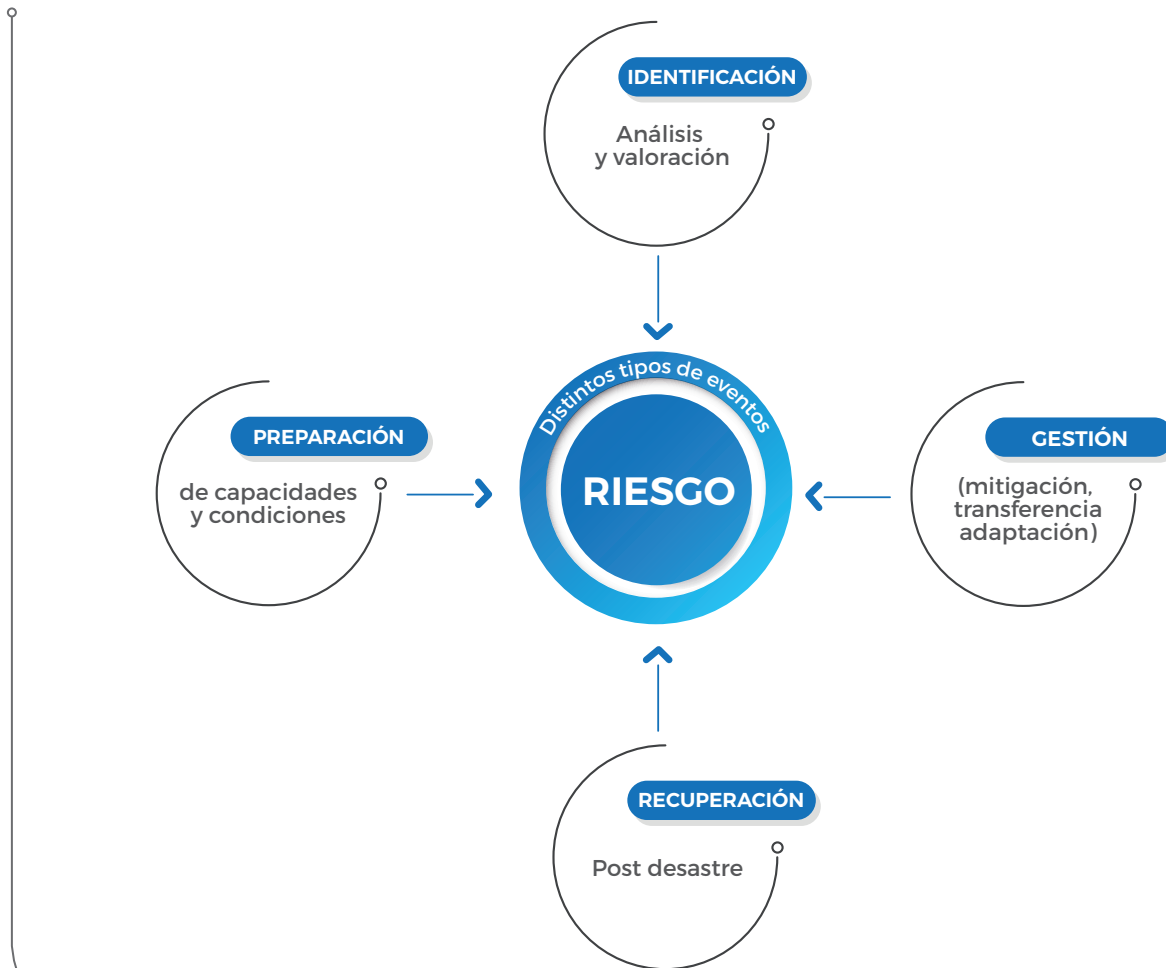 IDENTIFICACIÓN
Análisis
y valoración
Distintos tipos de eventos
RIESGO
PREPARACIÓN
de capacidades
y condiciones
GESTIÓN
(mitigación,
transferencia
adaptación)
RECUPERACIÓN
Post desastre